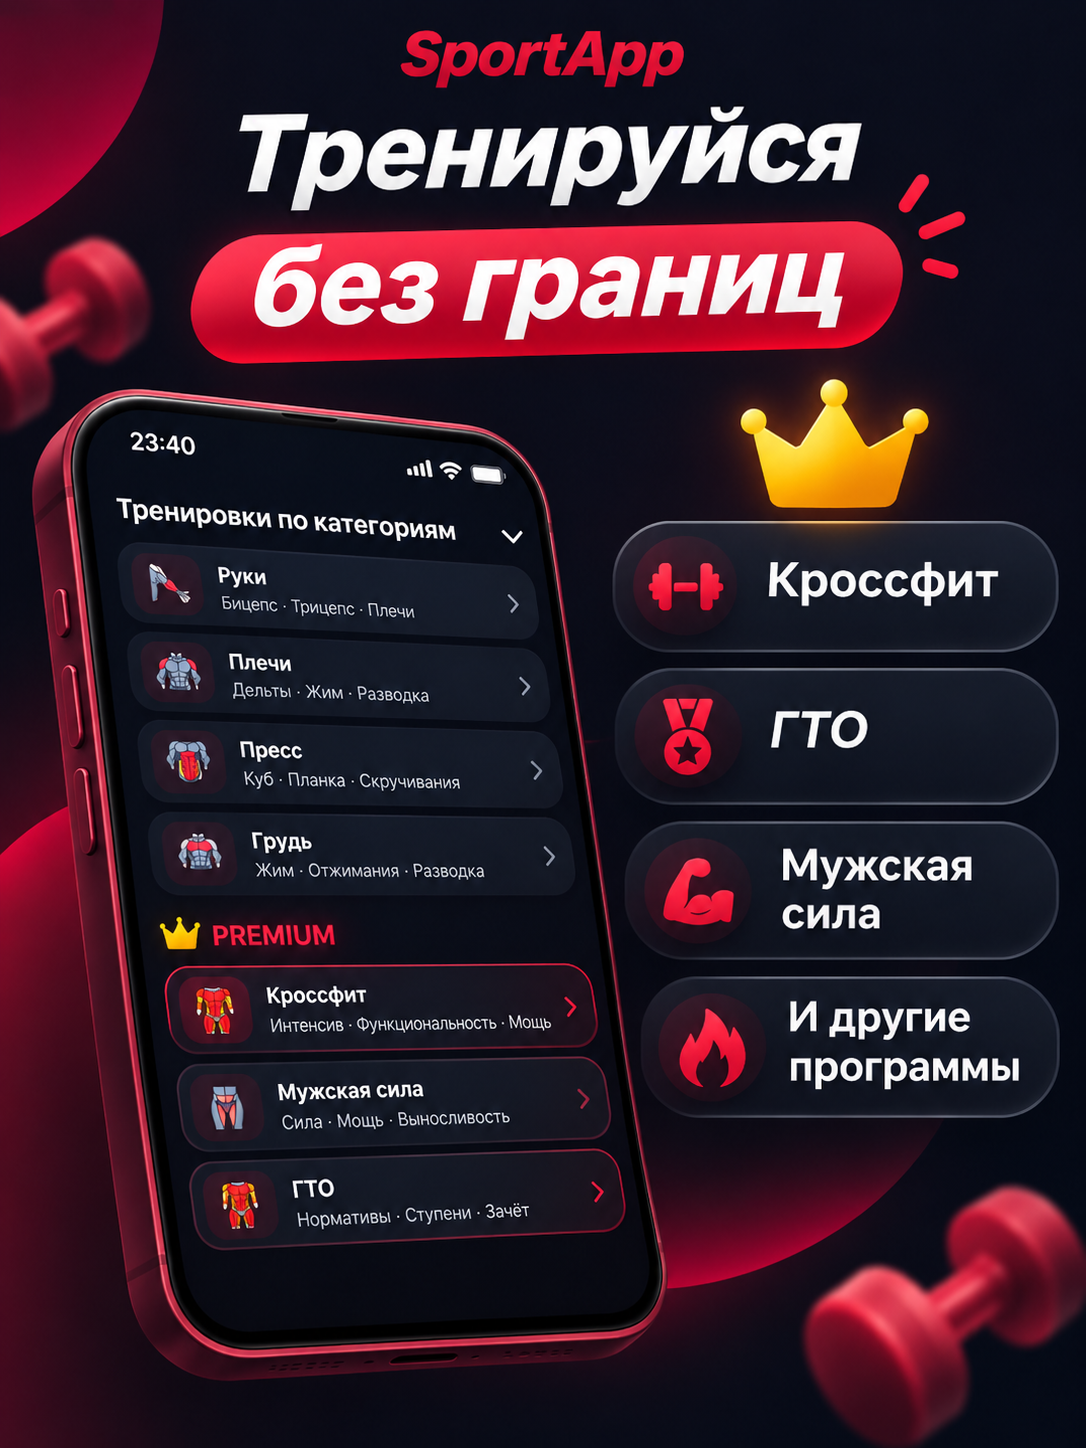 SportApp
Тренируйся
без границ
23:40
Тренировки по категориям
Руки
Бицепс · Трицепс · Плечи
Плечи
Дельты · Жим · Разводка
Пресс
Куб · Планка · Скручивания
Грудь
Жим · Отжимания · Разводка
PREMIUM
Кроссфит
Интенсив · Функциональность · Мощь
Мужская сила
Сила · Мощь · Выносливость
ГТО
Нормативы · Ступени · Зачёт
Кроссфит
ГТО
Мужская
сила
И другие
программы